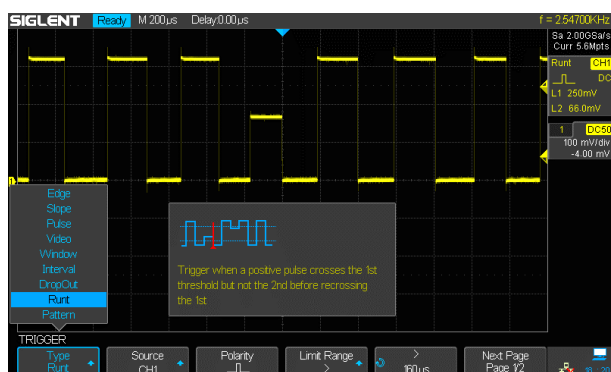 SIGLENT Ready M 200µs Delay:0.00µs f = 2.54700KHz
Sa 2.00GSa/s
Curr 5.6Mpts
Runt CH1
DC
L1 250mV
L2 66.0mV
1 DC50
100 mV/div
-4.00 mV
Edge
Slope
Pulse
Video
Window
Interval
DropOut
Runt
Pattern
Trigger when a positive pulse crosses the 1st
threshold but not the 2nd before recrossing
the 1st
TRIGGER
Type Source Polarity Limit Range > Next Page
Runt CH1 > 160us Page 1/2